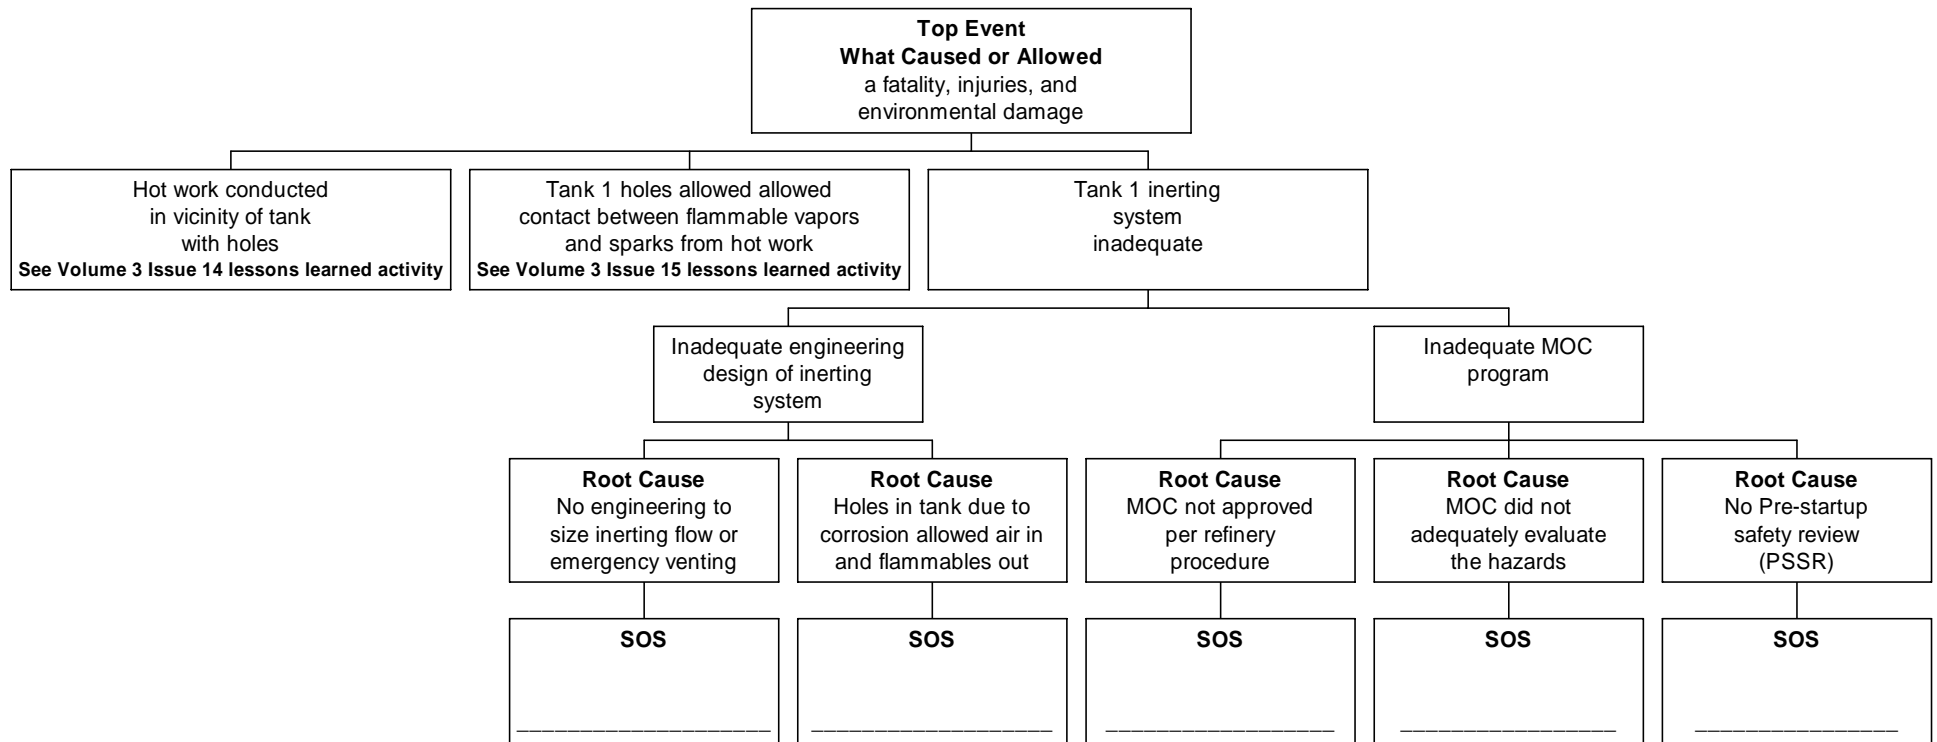 Top Event
What Caused or Allowed
a fatality, injuries, and
environmental damage
Hot work conducted
in vicinity of tank
with holes
See Volume 3 Issue 14 lessons learned activity
Tank 1 holes allowed allowed
contact between flammable vapors
and sparks from hot work
See Volume 3 Issue 15 lessons learned activity
Tank 1 inerting
system
inadequate
Inadequate engineering
design of inerting
system
Inadequate MOC
program
Root Cause
No engineering to
size inerting flow or
emergency venting
Root Cause
Holes in tank due to
corrosion allowed air in
and flammables out
Root Cause
MOC not approved
per refinery
procedure
Root Cause
MOC did not
adequately evaluate
the hazards
Root Cause
No Pre-startup
safety review
(PSSR)
SOS
____________________
SOS
___________________
SOS
__________________
SOS
_________________
SOS
________________